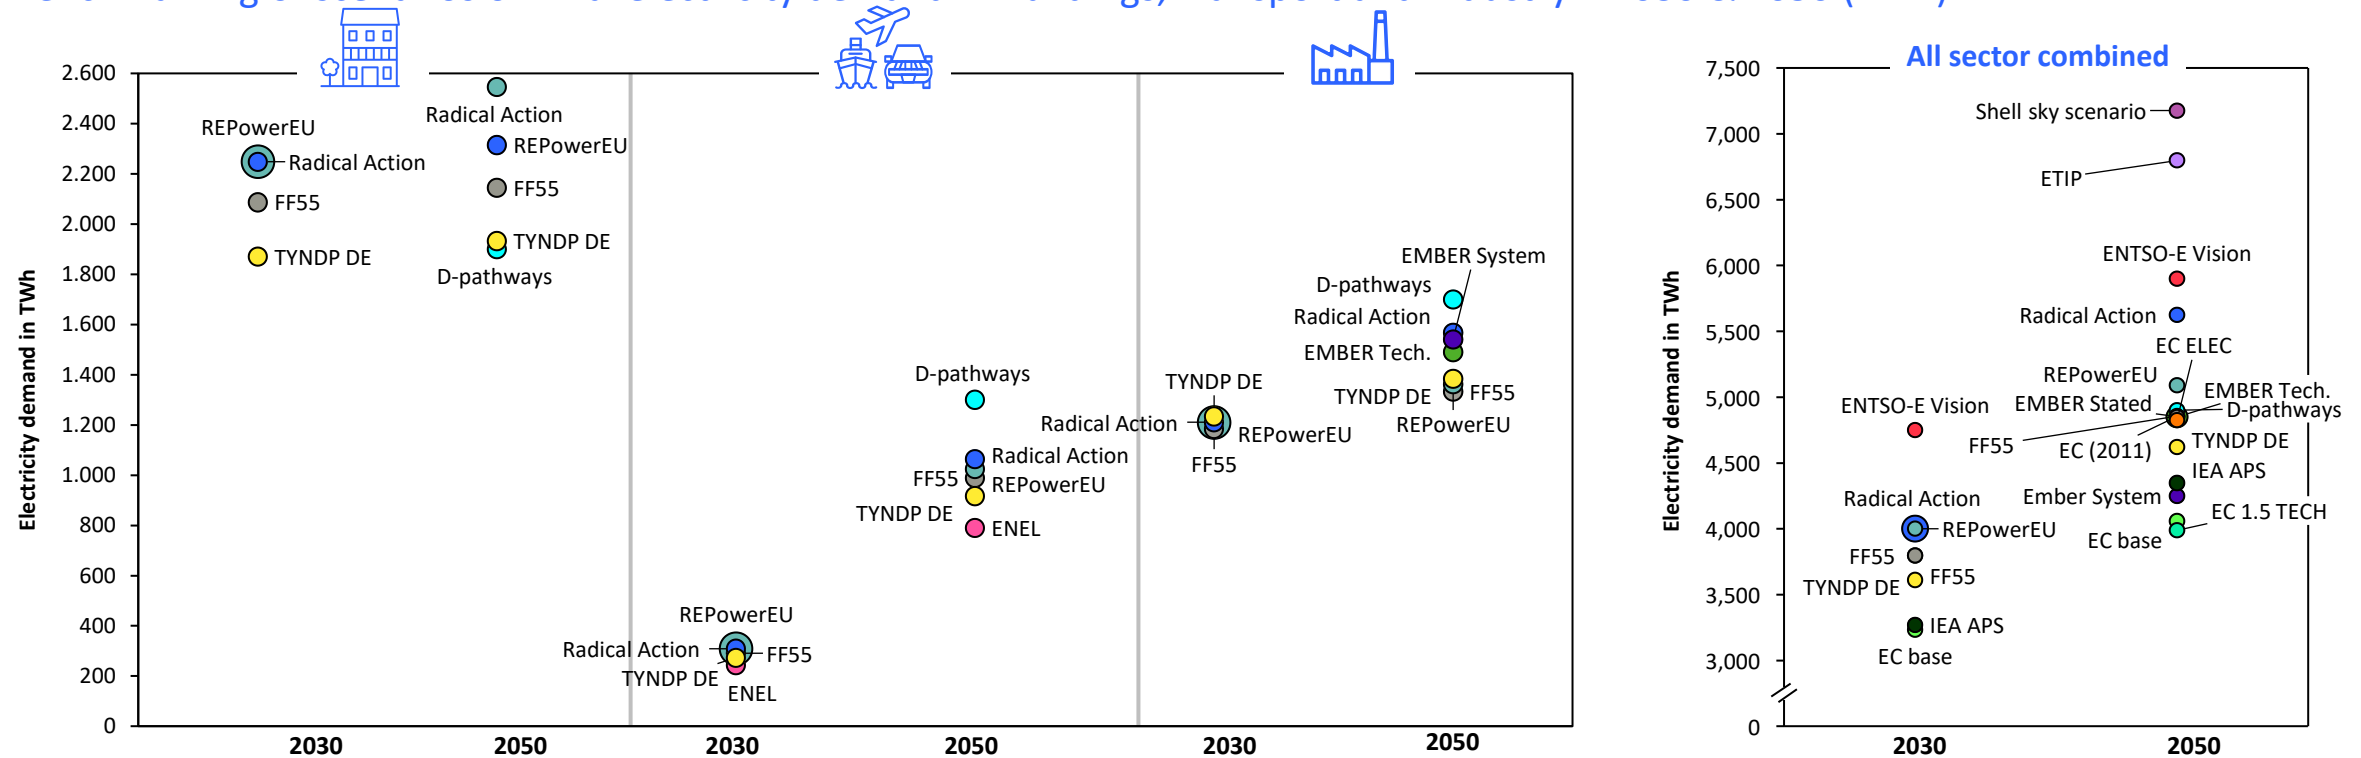 All sector combined
Electricity demand in TWh
2.600
2.400
2.200
2.000
1.800
1.600
1.400
1.200
1.000
800
600
400
200
0
REPowerEU
Radical Action
FF55
TYNDP DE
2030
Radical Action
REPowerEU
FF55
TYNDP DE
D-pathways
2050
REPowerEU
Radical Action
FF55
TYNDP DE
ENEL
2030
D-pathways
Radical Action
FF55
REPowerEU
TYNDP DE
ENEL
2050
TYNDP DE
Radical Action
REPowerEU
FF55
2030
EMBER System
D-pathways
Radical Action
EMBER Tech.
TYNDP DE
FF55
REPowerEU
2050
Electricity demand in TWh
7,500
7,000
6,500
6,000
5,500
5,000
4,500
4,000
3,500
3,000
0
ENTSO-E Vision
Radical Action
REPowerEU
FF55
FF55
TYNDP DE
IEA APS
EC base
2030
Shell sky scenario
ETIP
ENTSO-E Vision
Radical Action
EC ELEC
REPowerEU
EMBER Tech.
EMBER Stated
D-pathways
FF55
EC (2011)
TYNDP DE
IEA APS
Ember System
EC 1.5 TECH
EC base
2050